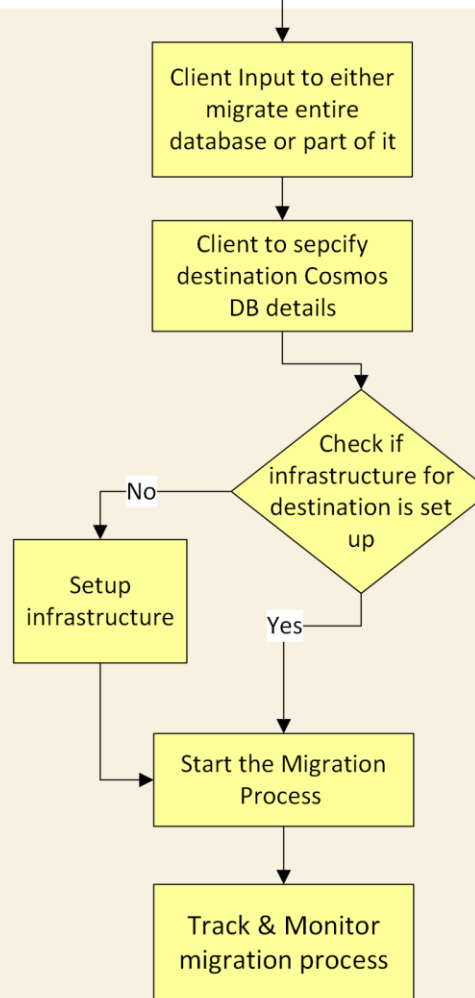 Client Input to either
migrate entire
database or part of it
Client to sepcify
destination Cosmos
DB details
Check if
infrastructure for
destination is set
up
No
Setup
infrastructure
Yes
Start the Migration
Process
Track & Monitor
migration process